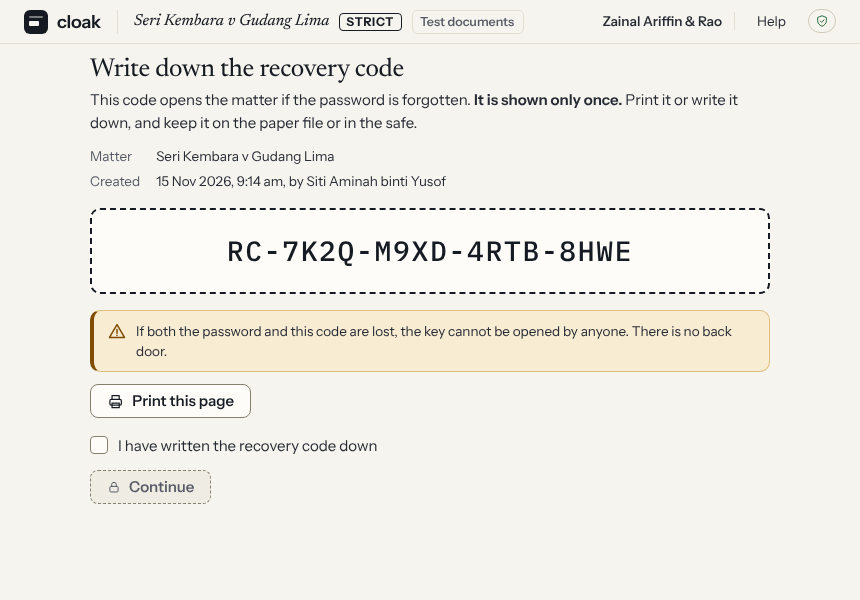 cloak
Seri Kembara v Gudang Lima
STRICT
Test documents
Zainal Ariffin & Rao
Help
Write down the recovery code
This code opens the matter if the password is forgotten. It is shown only once. Print it or write it
down, and keep it on the paper file or in the safe.
Matter Seri Kembara v Gudang Lima
Created 15 Nov 2026, 9:14 am, by Siti Aminah binti Yusof
RC-7K2Q-M9XD-4RTB-8HWE
If both the password and this code are lost, the key cannot be opened by anyone. There is no back
door.
Print this page
I have written the recovery code down
Continue